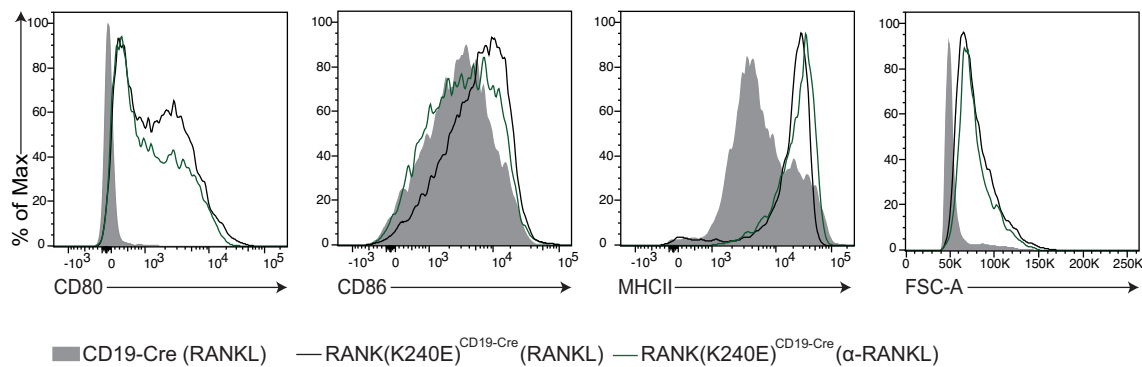 % of Max
100 80 60 40 20 0
-10³ 0 10³ 10⁴ 10⁵
CD80
100 80 60 40 20 0
-10³ 0 10³ 10⁴ 10⁵
CD86
100 80 60 40 20 0
-10³ 0 10³ 10⁴ 10⁵
MHCII
100 80 60 40 20 0
0 50K 100K 150K 200K 250K
FSC-A
CD19-Cre (RANKL) RANK(K240E)^CD19-Cre (RANKL) RANK(K240E)^CD19-Cre (α-RANKL)